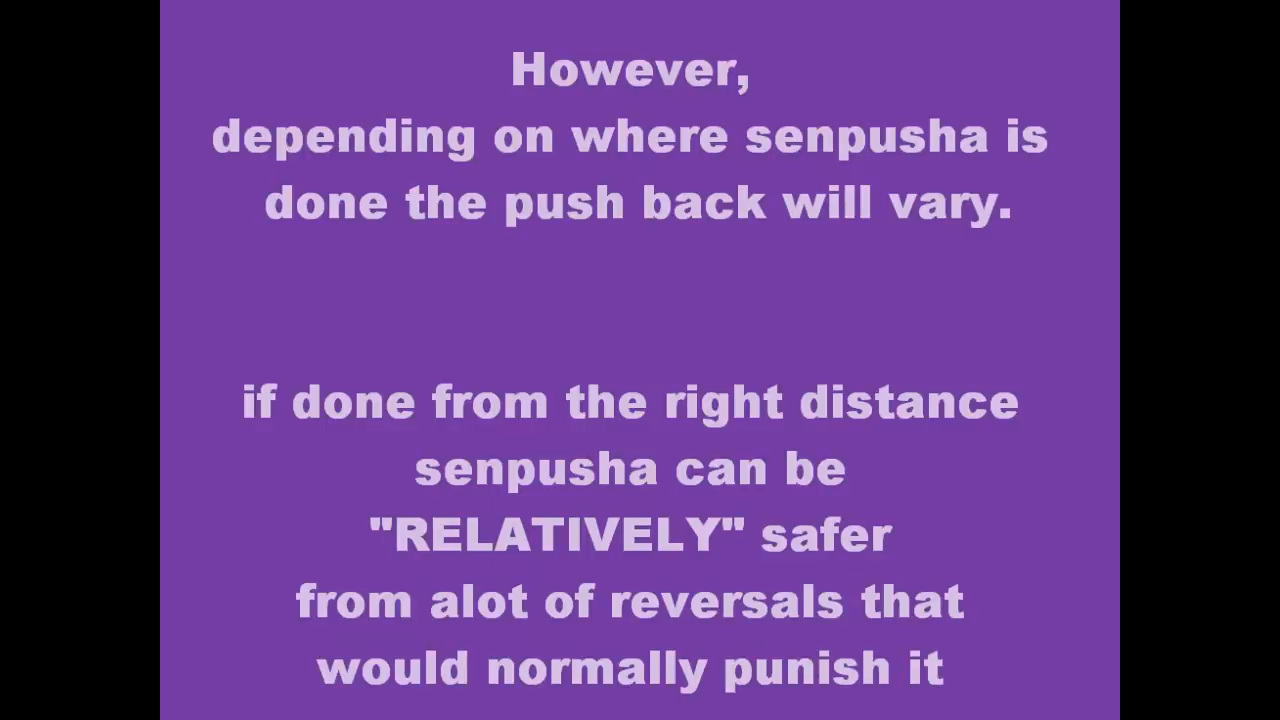 However,
depending on where senpusha is
done the push back will vary.
if done from the right distance
senpusha can be
"RELATIVELY" safer
from alot of reversals that
would normally punish it